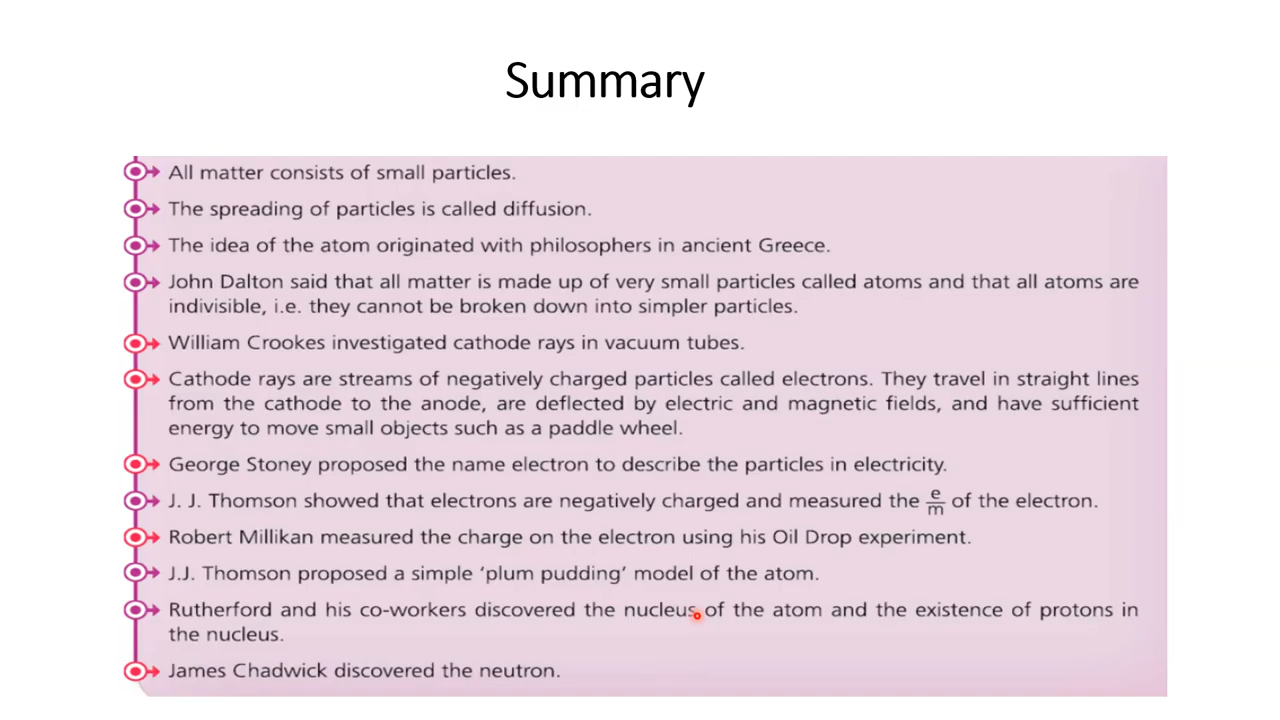 Summary
All matter consists of small particles.
The spreading of particles is called diffusion.
The idea of the atom originated with philosophers in ancient Greece.
John Dalton said that all matter is made up of very small particles called atoms and that all atoms are
indivisible, i.e. they cannot be broken down into simpler particles.
William Crookes investigated cathode rays in vacuum tubes.
Cathode rays are streams of negatively charged particles called electrons. They travel in straight lines
from the cathode to the anode, are deflected by electric and magnetic fields, and have sufficient
energy to move small objects such as a paddle wheel.
George Stoney proposed the name electron to describe the particles in electricity.
J. J. Thomson showed that electrons are negatively charged and measured the e/m of the electron.
Robert Millikan measured the charge on the electron using his Oil Drop experiment.
J.J. Thomson proposed a simple ‘plum pudding’ model of the atom.
Rutherford and his co-workers discovered the nucleus of the atom and the existence of protons in
the nucleus.
James Chadwick discovered the neutron.